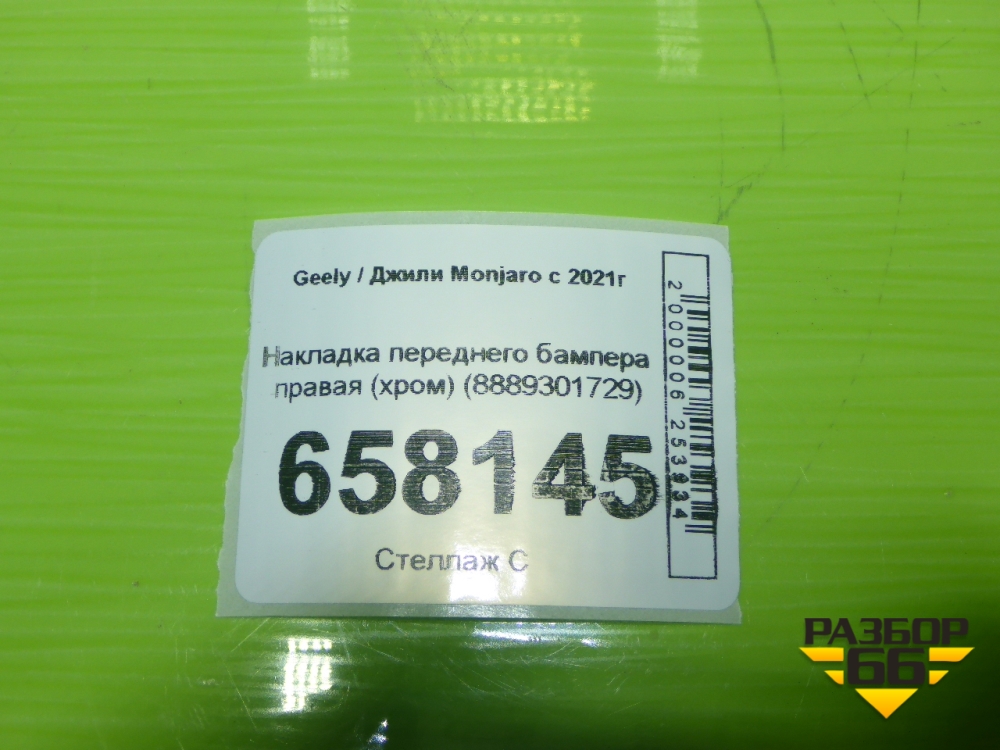 Geely / Джили Monjaro с 2021г
Накладка переднего бампера
правая (хром) (8889301729)
658145
Стеллаж С
2000006253934
РАЗБОР
66